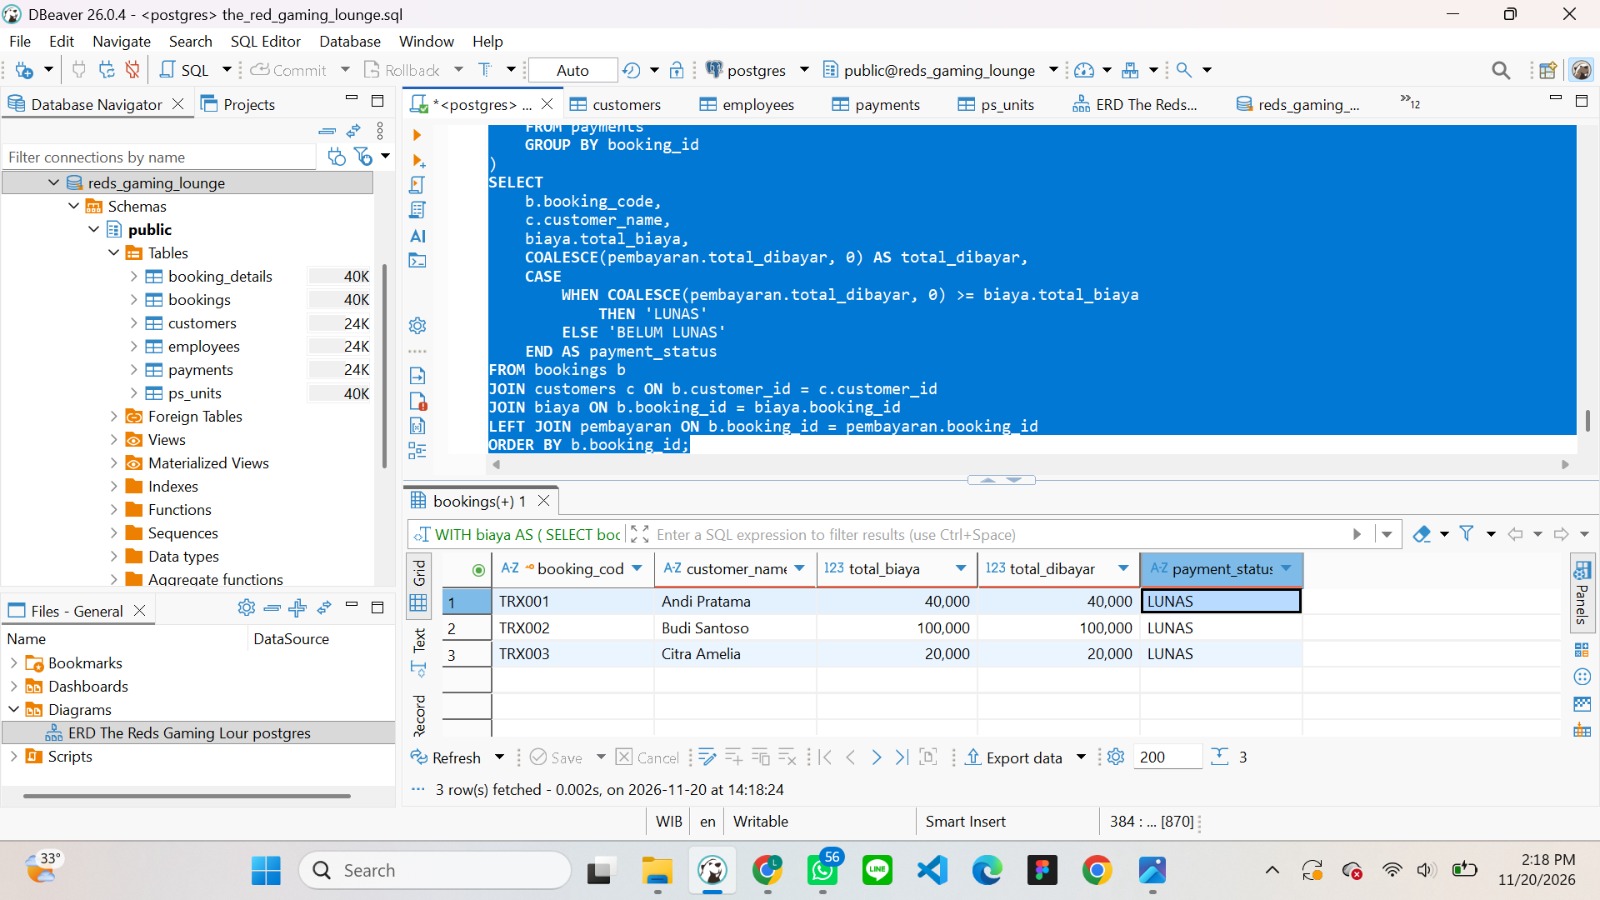 DBeaver 26.0.4 - <postgres> the_red_gaming_lounge.sql
File Edit Navigate Search SQL Editor Database Window Help
SQL Commit Rollback T Auto postgres public@reds_gaming_lounge
Database Navigator Projects
*<postgres> ... customers employees payments ps_units ERD The Reds... reds_gaming_... »12
Filter connections by name
reds_gaming_lounge
Schemas
public
Tables
booking_details 40K
bookings 40K
customers 24K
employees 24K
payments 24K
ps_units 40K
Foreign Tables
Views
Materialized Views
Indexes
Functions
Sequences
Data types
Aggregate functions
Files - General
Name DataSource
Bookmarks
Dashboards
Diagrams
ERD The Reds Gaming Lour postgres
Scripts
AI
FROM payments
GROUP BY booking_id
)
SELECT
b.booking_code,
c.customer_name,
biaya.total_biaya,
COALESCE(pembayaran.total_dibayar, 0) AS total_dibayar,
CASE
WHEN COALESCE(pembayaran.total_dibayar, 0) >= biaya.total_biaya
THEN 'LUNAS'
ELSE 'BELUM LUNAS'
END AS payment_status
FROM bookings b
JOIN customers c ON b.customer_id = c.customer_id
JOIN biaya ON b.booking_id = biaya.booking_id
LEFT JOIN pembayaran ON b.booking_id = pembayaran.booking_id
ORDER BY b.booking_id;
bookings(+) 1
WITH biaya AS ( SELECT boc Enter a SQL expression to filter results (use Ctrl+Space)
Grid
Text
Record
Panels
A-Z booking_cod A-Z customer_name 123 total_biaya 123 total_dibayar A-Z payment_status
1 TRX001 Andi Pratama 40,000 40,000 LUNAS
2 TRX002 Budi Santoso 100,000 100,000 LUNAS
3 TRX003 Citra Amelia 20,000 20,000 LUNAS
Refresh Save Cancel Export data 200 3
3 row(s) fetched - 0.002s, on 2026-11-20 at 14:18:24
WIB en Writable Smart Insert 384 : ... [870]
33°
Search
56
LINE
2:18 PM
11/20/2026